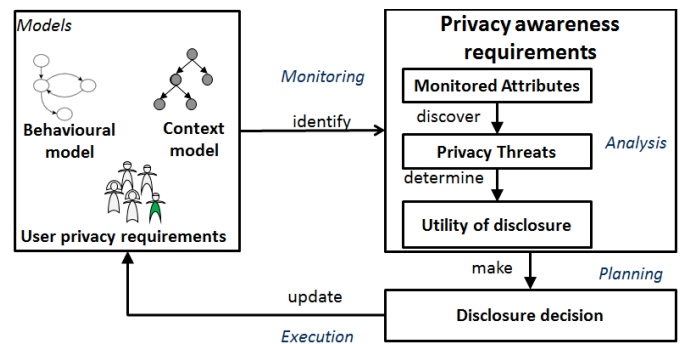 Models
Behavioural
model
Context
model
User privacy requirements
Monitoring
identify
Privacy awareness
requirements
Monitored Attributes
discover
Privacy Threats
Analysis
determine
Utility of disclosure
make
Planning
Disclosure decision
update
Execution